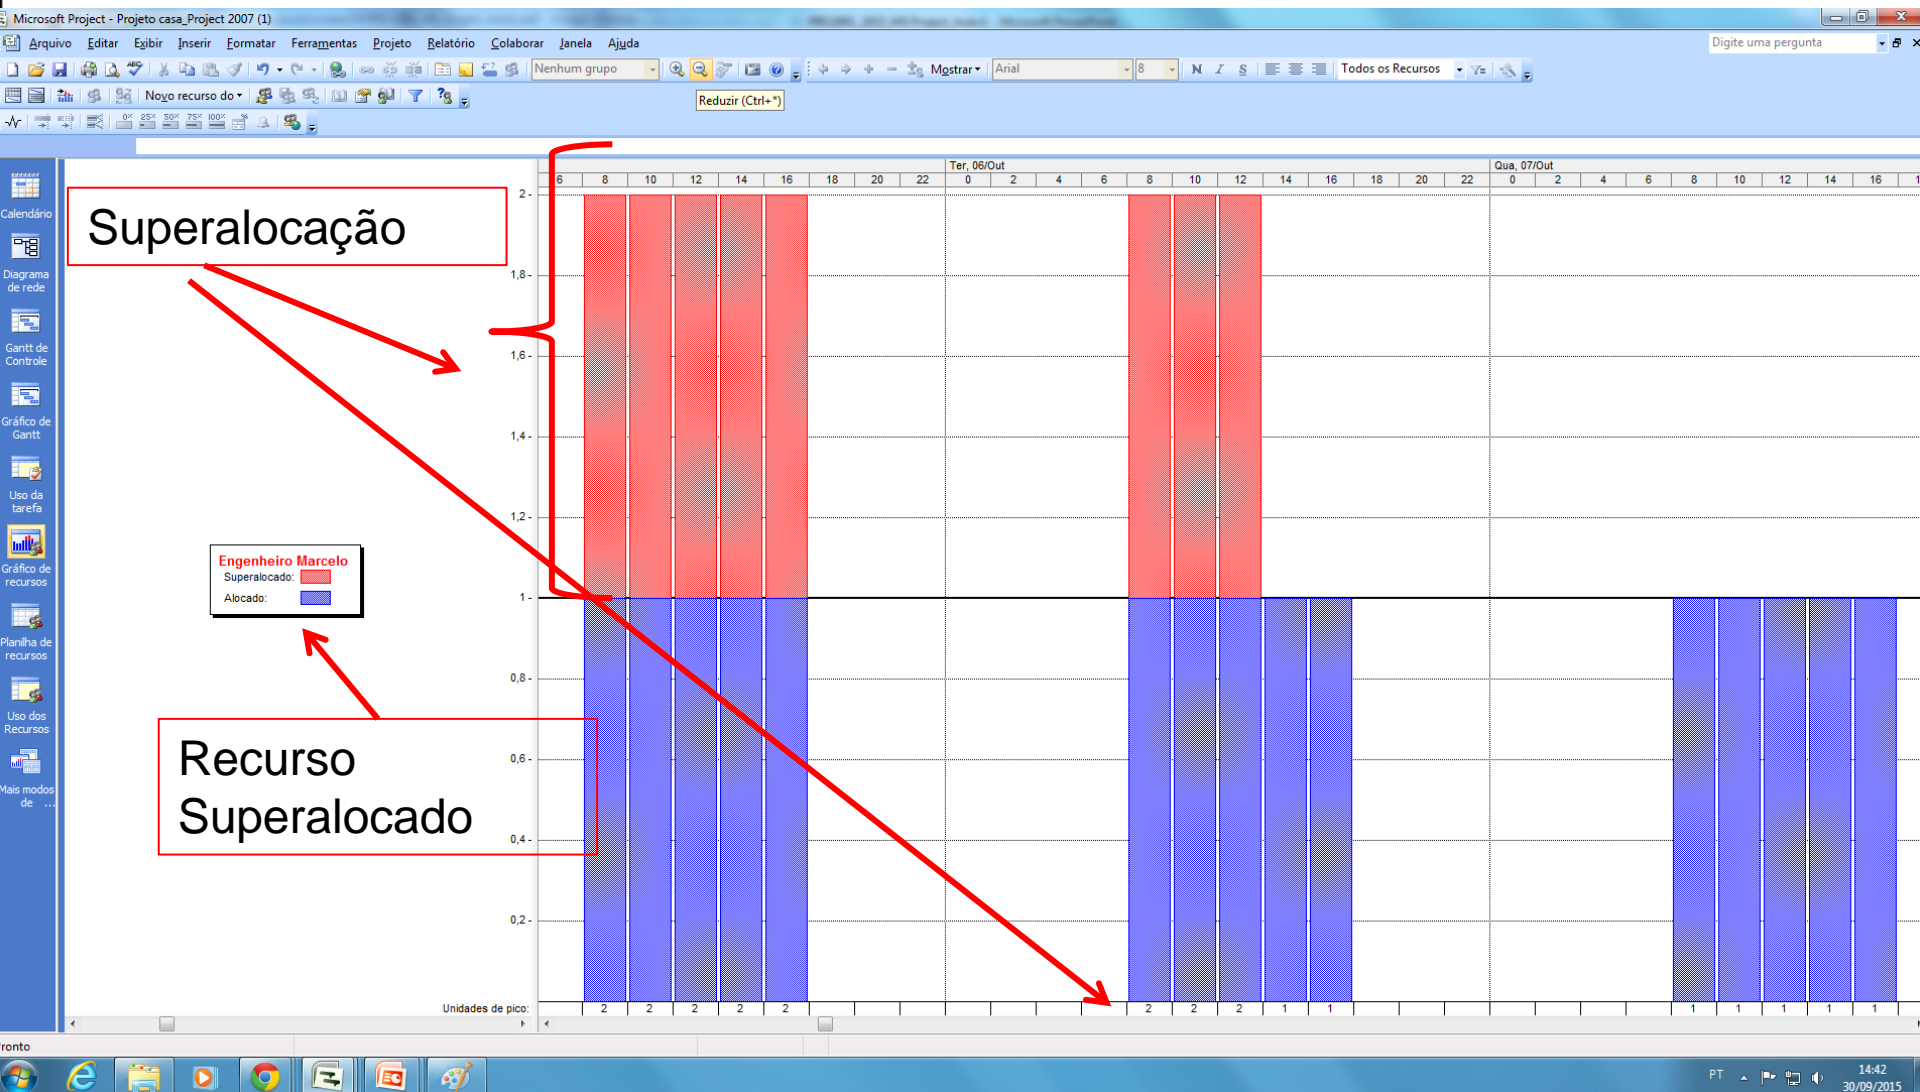 Microsoft Project - Projeto casa_Project 2007 (1)
Arquivo Editar Exibir Inserir Formatar Ferramentas Projeto Relatório Colaborar Janela Ajuda
Digite uma pergunta
Nenhum grupo
Mostrar
Arial
8
N I S
Todos os Recursos
Novo recurso do
Reduzir (Ctrl+*)
0% 25% 50% 75% 100%
Ter, 06/Out
Qua, 07/Out
6 8 10 12 14 16 18 20 22 0 2 4 6 8 10 12 14 16 18 20 22 0 2 4 6 8 10 12 14 16
Calendário
Diagrama
de rede
Gantt de
Controle
Gráfico de
Gantt
Uso da
tarefa
Gráfico de
recursos
Planilha de
recursos
Uso dos
Recursos
Mais modos
de ...
Superalocação
Engenheiro Marcelo
Superalocado:
Alocado:
Recurso
Superalocado
2
1,8
1,6
1,4
1,2
1
0,8
0,6
0,4
0,2
Unidades de pico:
2 2 2 2 2 2 2 2 1 1 1 1 1 1 1
ronto
PT
14:42
30/09/2015